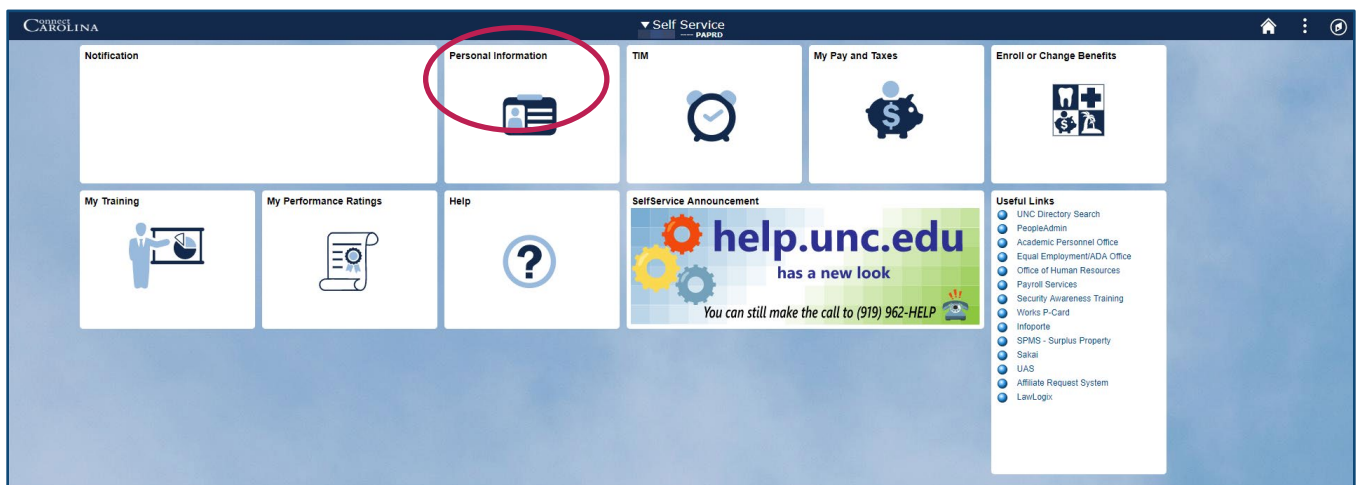 Connect CAROLINA
Self Service
---- PAPRD
Notification
Personal Information
TIM
My Pay and Taxes
$
Enroll or Change Benefits
$
My Training
My Performance Ratings
Help
?
SelfService Announcement
help.unc.edu
has a new look
You can still make the call to (919) 962-HELP
Useful Links
UNC Directory Search
PeopleAdmin
Academic Personnel Office
Equal Employment/ADA Office
Office of Human Resources
Payroll Services
Security Awareness Training
Works P-Card
Infoporte
SPMS - Surplus Property
Sakai
UAS
Affiliate Request System
LawLogix